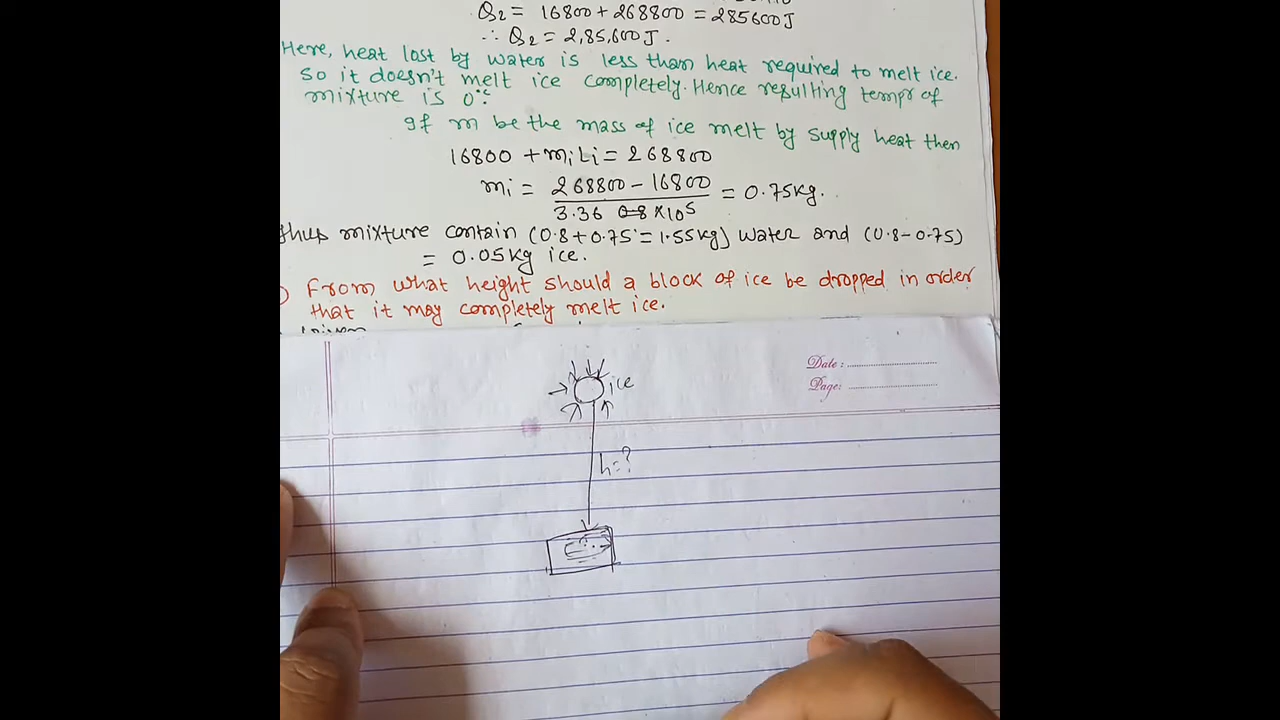 Q2 = 16800 + 268800 = 285600J
∴ Q2 = 2,85,600J.
Here, heat lost by water is less than heat required to melt ice.
so it doesn't melt ice completely. Hence resulting tempr of
mixture is 0°C
If m be the mass of ice melt by supply heat then
16800 + miLi = 268800
mi = 268800 - 16800 / 3.36 ×10^5 = 0.75kg.
thus mixture contain (0.8+0.75 = 1.55kg) water and (0.8-0.75)
= 0.05kg ice.
) From what height should a block of ice be dropped in order
that it may completely melt ice.
ice
Date : 
Page: 
h=?